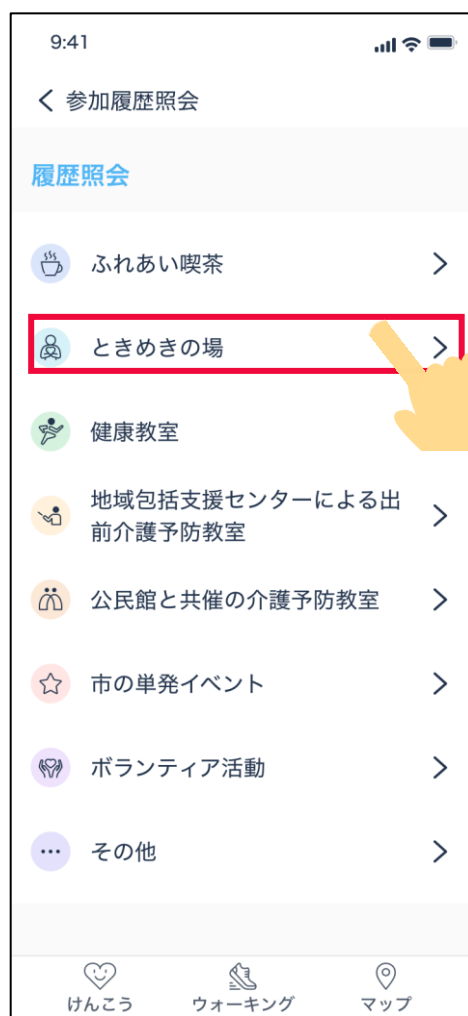 9:41
参加履歴照会
履歴照会
ふれあい喫茶
ときめきの場
健康教室
地域包括支援センターによる出
前介護予防教室
公民館と共催の介護予防教室
市の単発イベント
ボランティア活動
その他
けんこう ウォーキング マップ